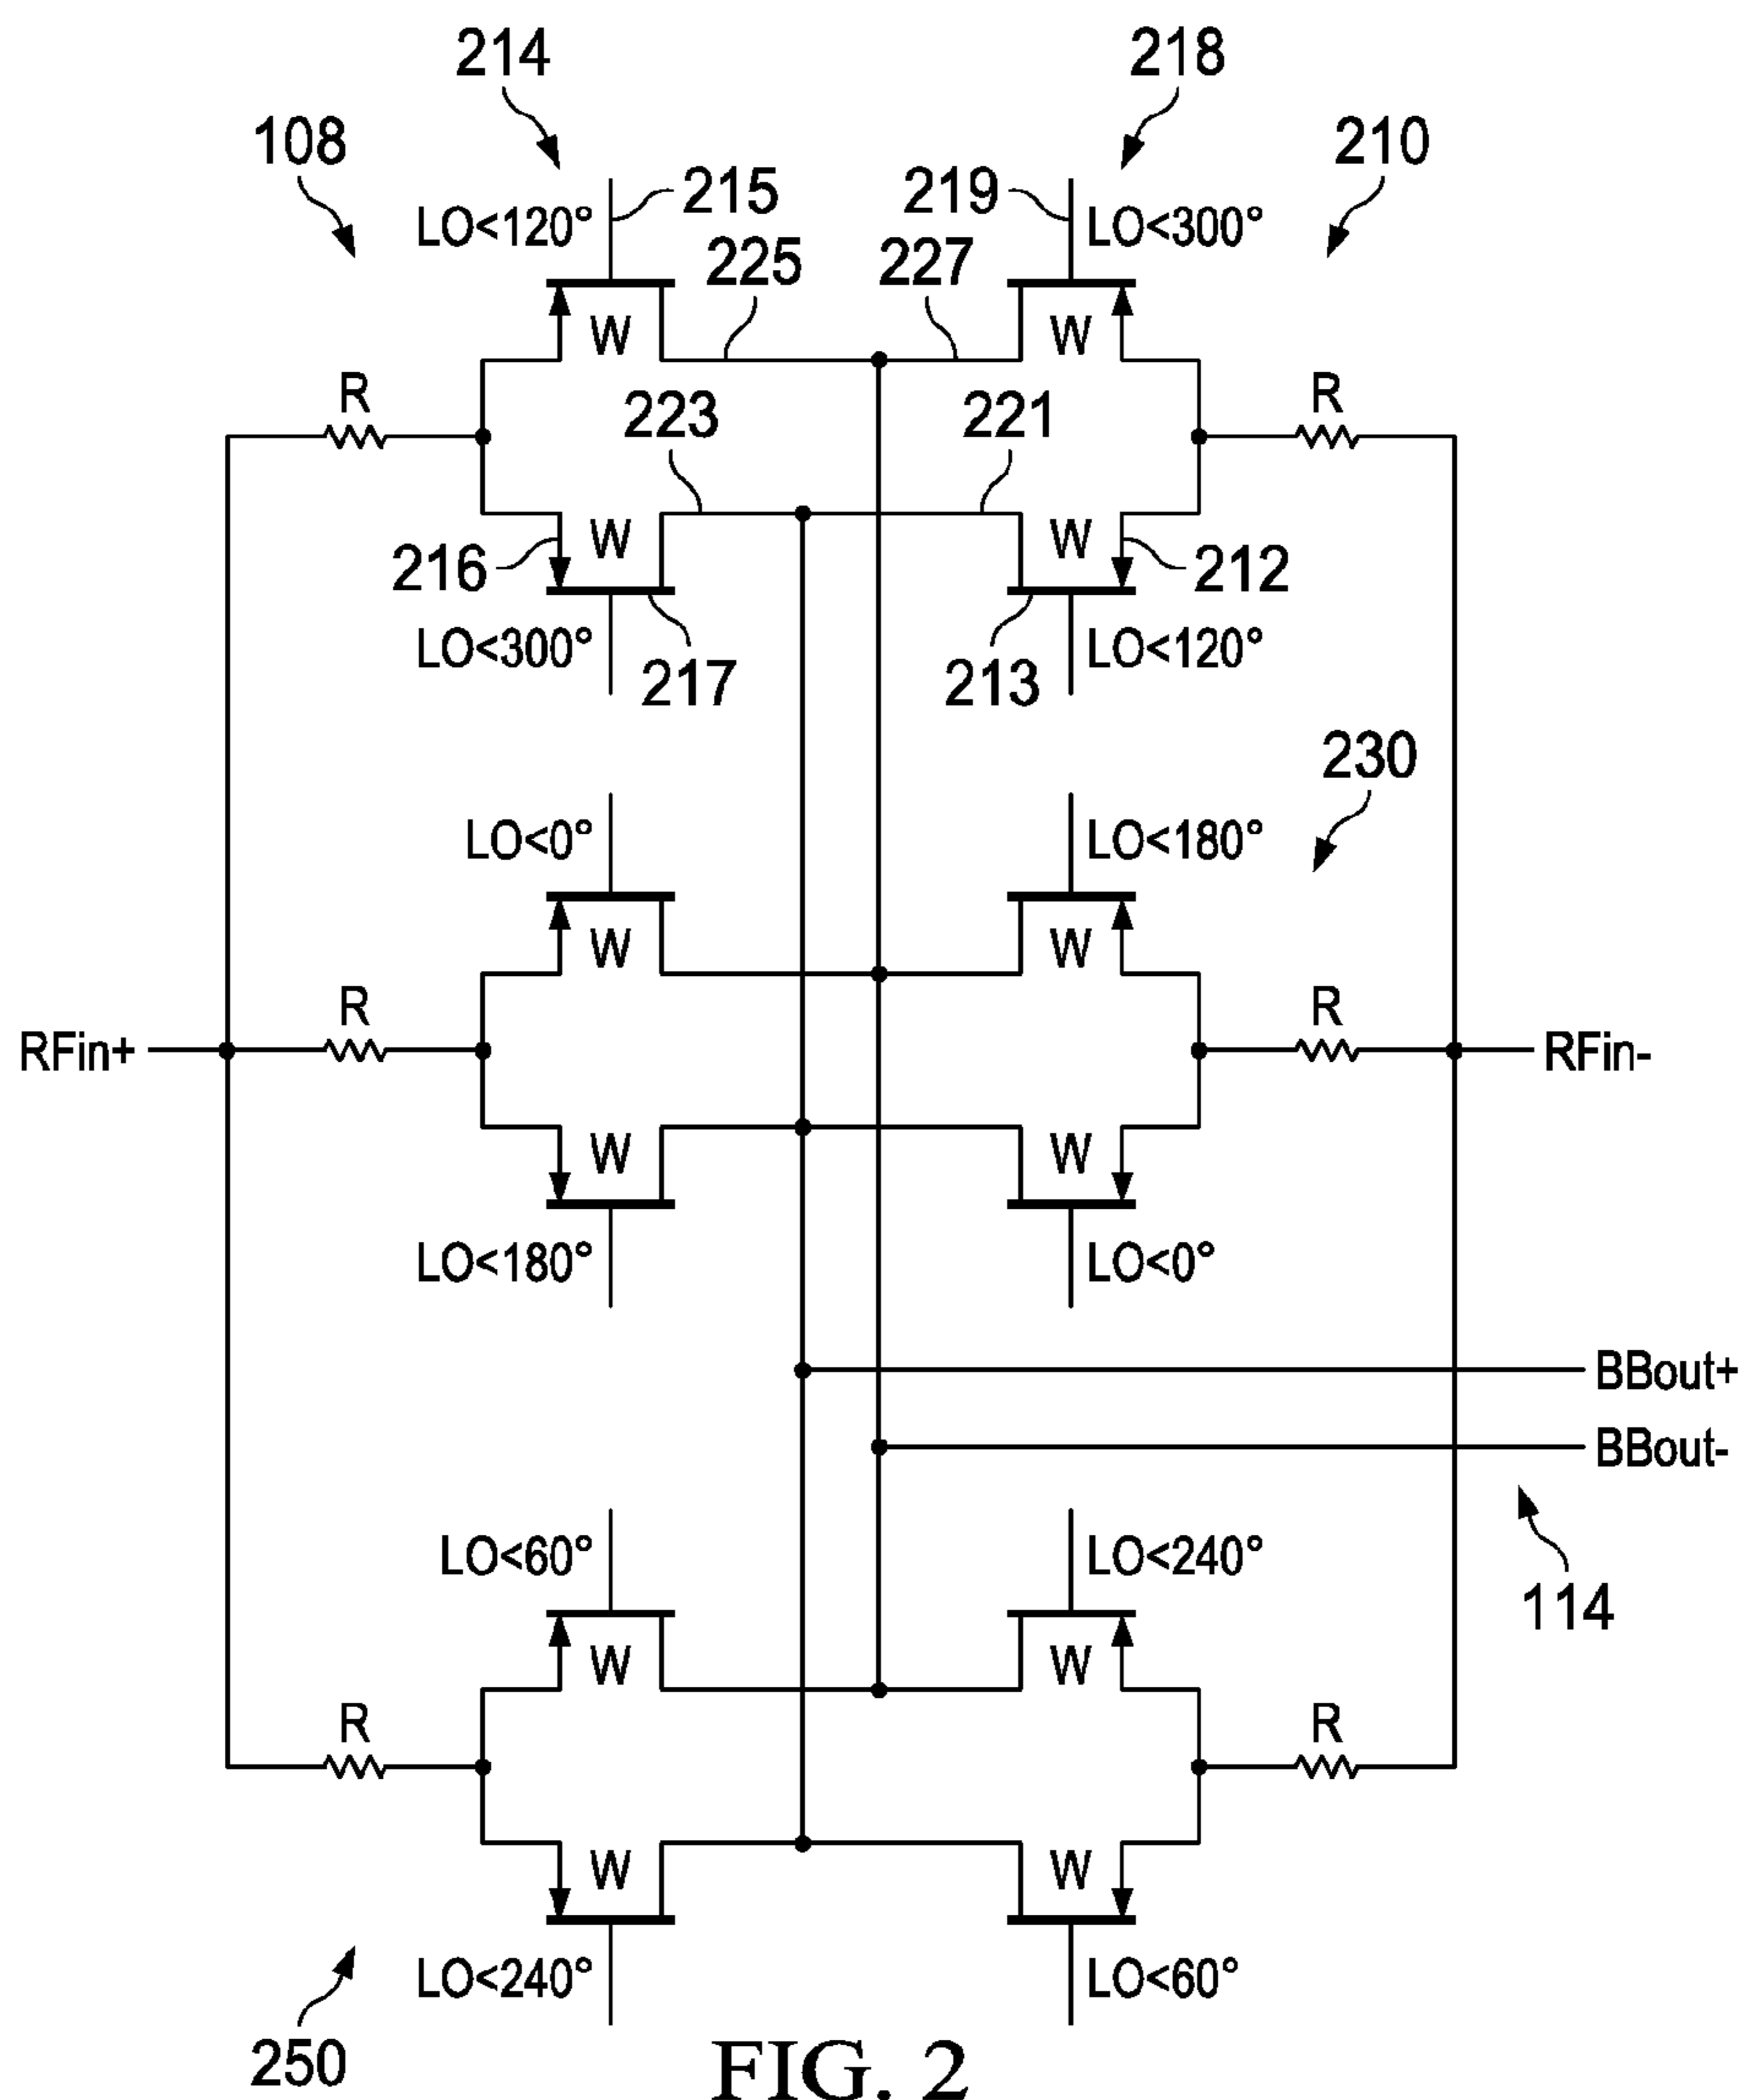 214 218
108 210
215 219
LO<120° LO<300°
225 227
W W
R 223 221 R
W W
216 212
LO<300° LO<120°
217 213
230
LO<0° LO<180°
W W
R R
RFin+ RFin-
W W
LO<180° LO<0°
BBout+
BBout-
LO<60° LO<240°
114
W W
R R
W W
LO<240° LO<60°
250
FIG. 2